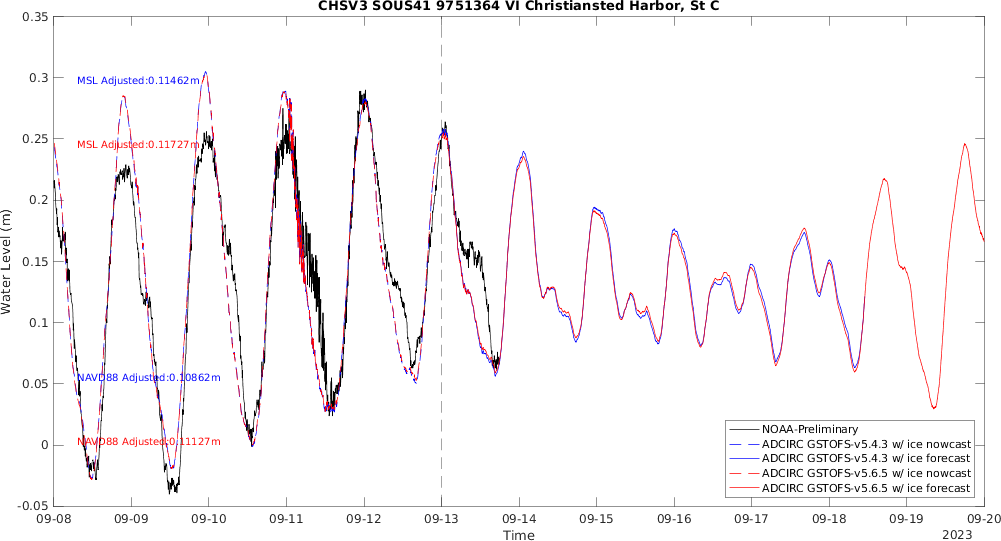 CHSV3 SOUS41 9751364 VI Christiansted Harbor, St C
0.35
0.3
0.25
0.2
0.15
0.1
0.05
0
-0.05
Water Level (m)
MSL Adjusted:0.11462m
MSL Adjusted:0.11727m
NAVD88 Adjusted:0.10862m
NAVD88 Adjusted:0.11127m
NOAA-Preliminary
ADCIRC GSTOFS-v5.4.3 w/ ice nowcast
ADCIRC GSTOFS-v5.4.3 w/ ice forecast
ADCIRC GSTOFS-v5.6.5 w/ ice nowcast
ADCIRC GSTOFS-v5.6.5 w/ ice forecast
09-08 09-09 09-10 09-11 09-12 09-13 09-14 09-15 09-16 09-17 09-18 09-19 09-20
Time
2023